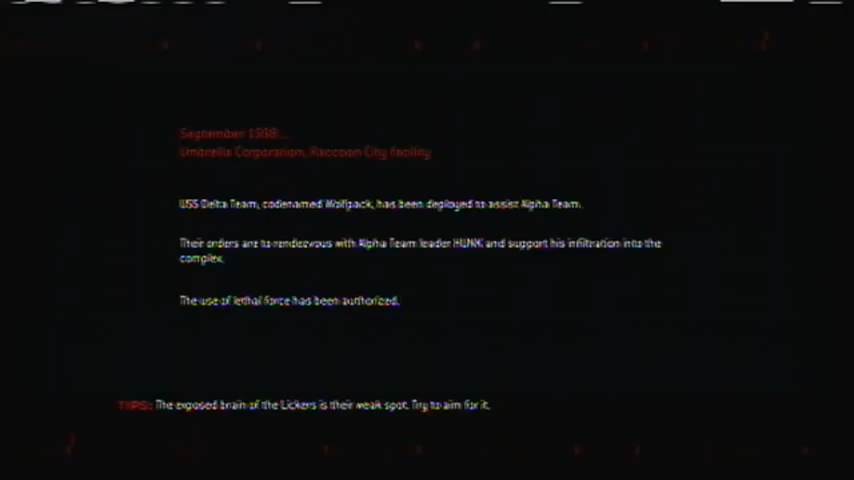 September 1998...
Umbrella Corporation, Raccoon City Facility
USS Delta Team, codenamed Wolfpack, has been deployed to assist Alpha Team.
Their orders are to rendezvous with Alpha Team leader HUNK and support his infiltration into the
complex.
The use of lethal force has been authorized.
TIPS: The exposed brain of the Lickers is their weak spot. Try to aim for it.